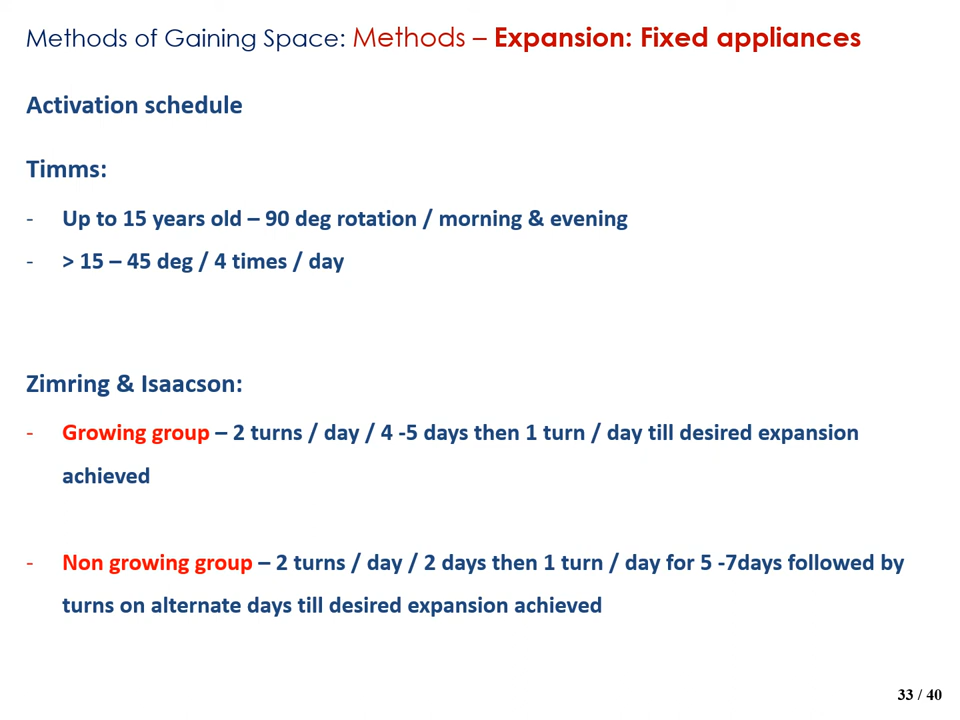 Methods of Gaining Space: Methods – Expansion: Fixed appliances
Activation schedule
Timms:
- Up to 15 years old – 90 deg rotation / morning & evening
- > 15 – 45 deg / 4 times / day
Zimring & Isaacson:
- Growing group – 2 turns / day / 4 -5 days then 1 turn / day till desired expansion
achieved
- Non growing group – 2 turns / day / 2 days then 1 turn / day for 5 -7days followed by
turns on alternate days till desired expansion achieved
33 / 40